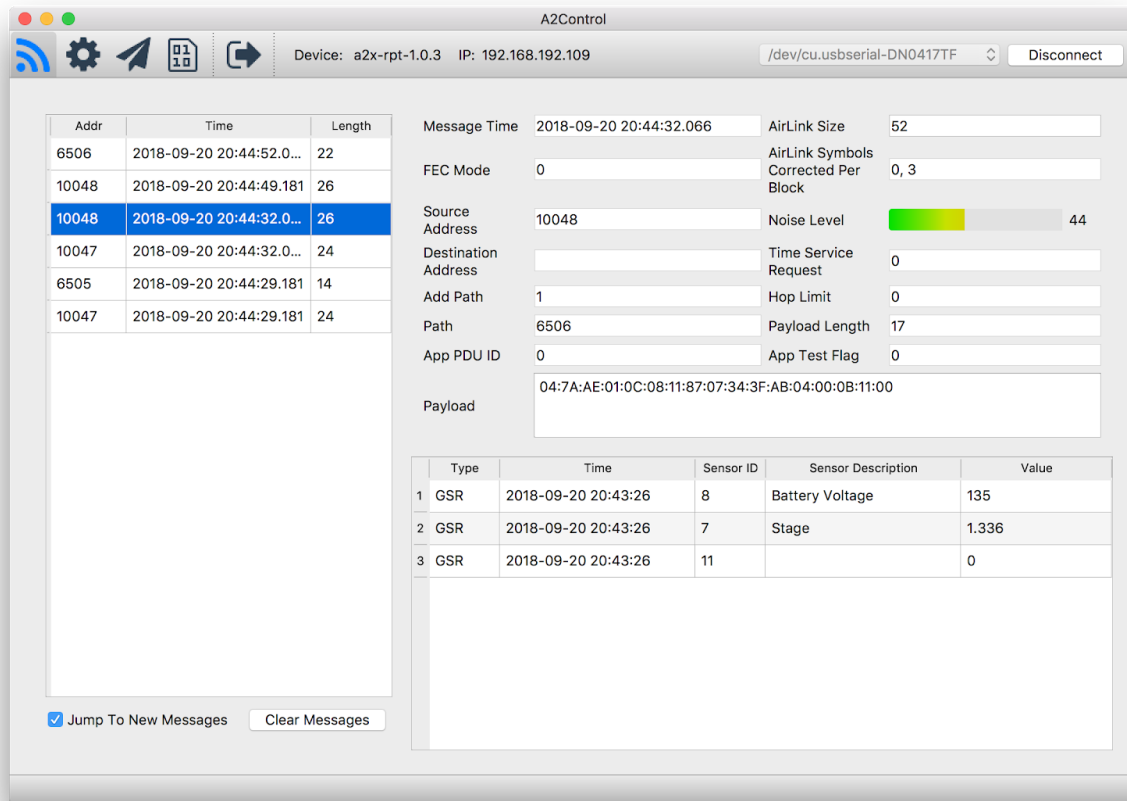 A2Control
01
10
Device: a2x-rpt-1.0.3 IP: 192.168.192.109 /dev/cu.usbserial-DN0417TF Disconnect
Addr Time Length
6506 2018-09-20 20:44:52.0... 22
10048 2018-09-20 20:44:49.181 26
10048 2018-09-20 20:44:32.0... 26
10047 2018-09-20 20:44:32.0... 24
6505 2018-09-20 20:44:29.181 14
10047 2018-09-20 20:44:29.181 24
Jump To New Messages Clear Messages
Message Time 2018-09-20 20:44:32.066 AirLink Size 52
FEC Mode 0 AirLink Symbols
Corrected Per
Block 0, 3
Source
Address 10048 Noise Level 44
Destination
Address Time Service
Request 0
Add Path 1 Hop Limit 0
Path 6506 Payload Length 17
App PDU ID 0 App Test Flag 0
Payload 04:7A:AE:01:0C:08:11:87:07:34:3F:AB:04:00:0B:11:00
Type Time Sensor ID Sensor Description Value
1 GSR 2018-09-20 20:43:26 8 Battery Voltage 135
2 GSR 2018-09-20 20:43:26 7 Stage 1.336
3 GSR 2018-09-20 20:43:26 11 0